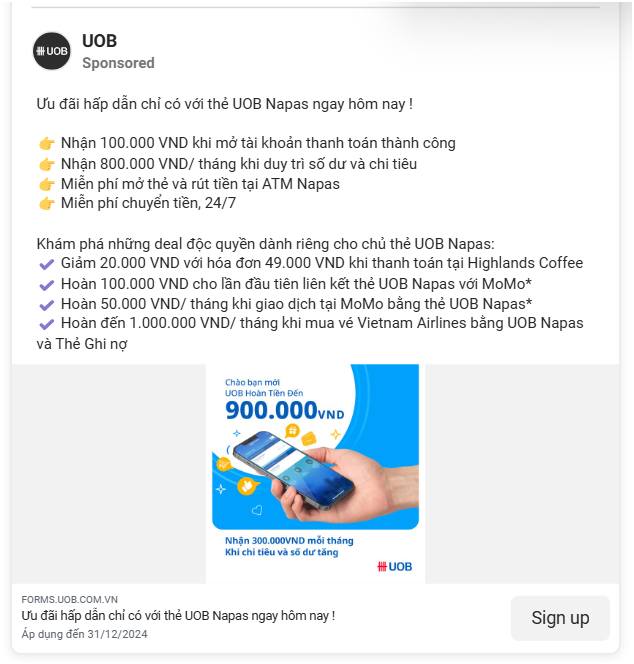 UOB
UOB
Sponsored
Ưu đãi hấp dẫn chỉ có với thẻ UOB Napas ngay hôm nay !
👉 Nhận 100.000 VND khi mở tài khoản thanh toán thành công
👉 Nhận 800.000 VND/ tháng khi duy trì số dư và chi tiêu
👉 Miễn phí mở thẻ và rút tiền tại ATM Napas
👉 Miễn phí chuyển tiền, 24/7
Khám phá những deal độc quyền dành riêng cho chủ thẻ UOB Napas:
✔ Giảm 20.000 VND với hóa đơn 49.000 VND khi thanh toán tại Highlands Coffee
✔ Hoàn 100.000 VND cho lần đầu tiên liên kết thẻ UOB Napas với MoMo*
✔ Hoàn 50.000 VND/ tháng khi giao dịch tại MoMo bằng thẻ UOB Napas*
✔ Hoàn đến 1.000.000 VND/ tháng khi mua vé Vietnam Airlines bằng UOB Napas
và Thẻ Ghi nợ
Chào bạn mới
UOB Hoàn Tiền Đến
900.000VND
Nhận 300.000VND mỗi tháng
Khi chi tiêu và số dư tăng
UOB
FORMS.UOB.COM.VN
Ưu đãi hấp dẫn chỉ có với thẻ UOB Napas ngay hôm nay !
Áp dụng đến 31/12/2024
Sign up